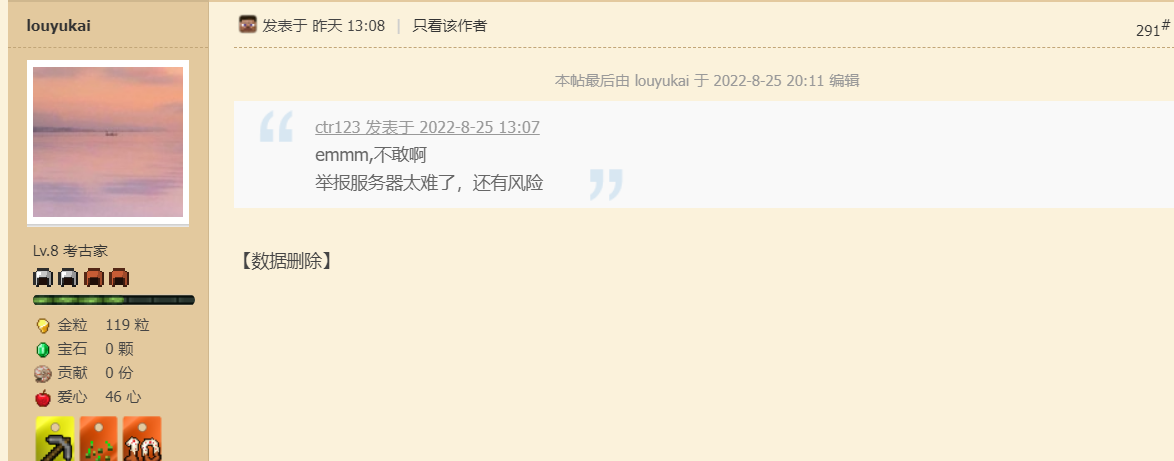 louyukai
发表于 昨天 13:08 | 只看该作者
291#
本帖最后由 louyukai 于 2022-8-25 20:11 编辑
ctr123 发表于 2022-8-25 13:07
emmm,不敢啊
举报服务器太难了，还有风险
【数据删除】
Lv.8 考古家
金粒 119 粒
宝石 0 颗
贡献 0 份
爱心 46 心
10